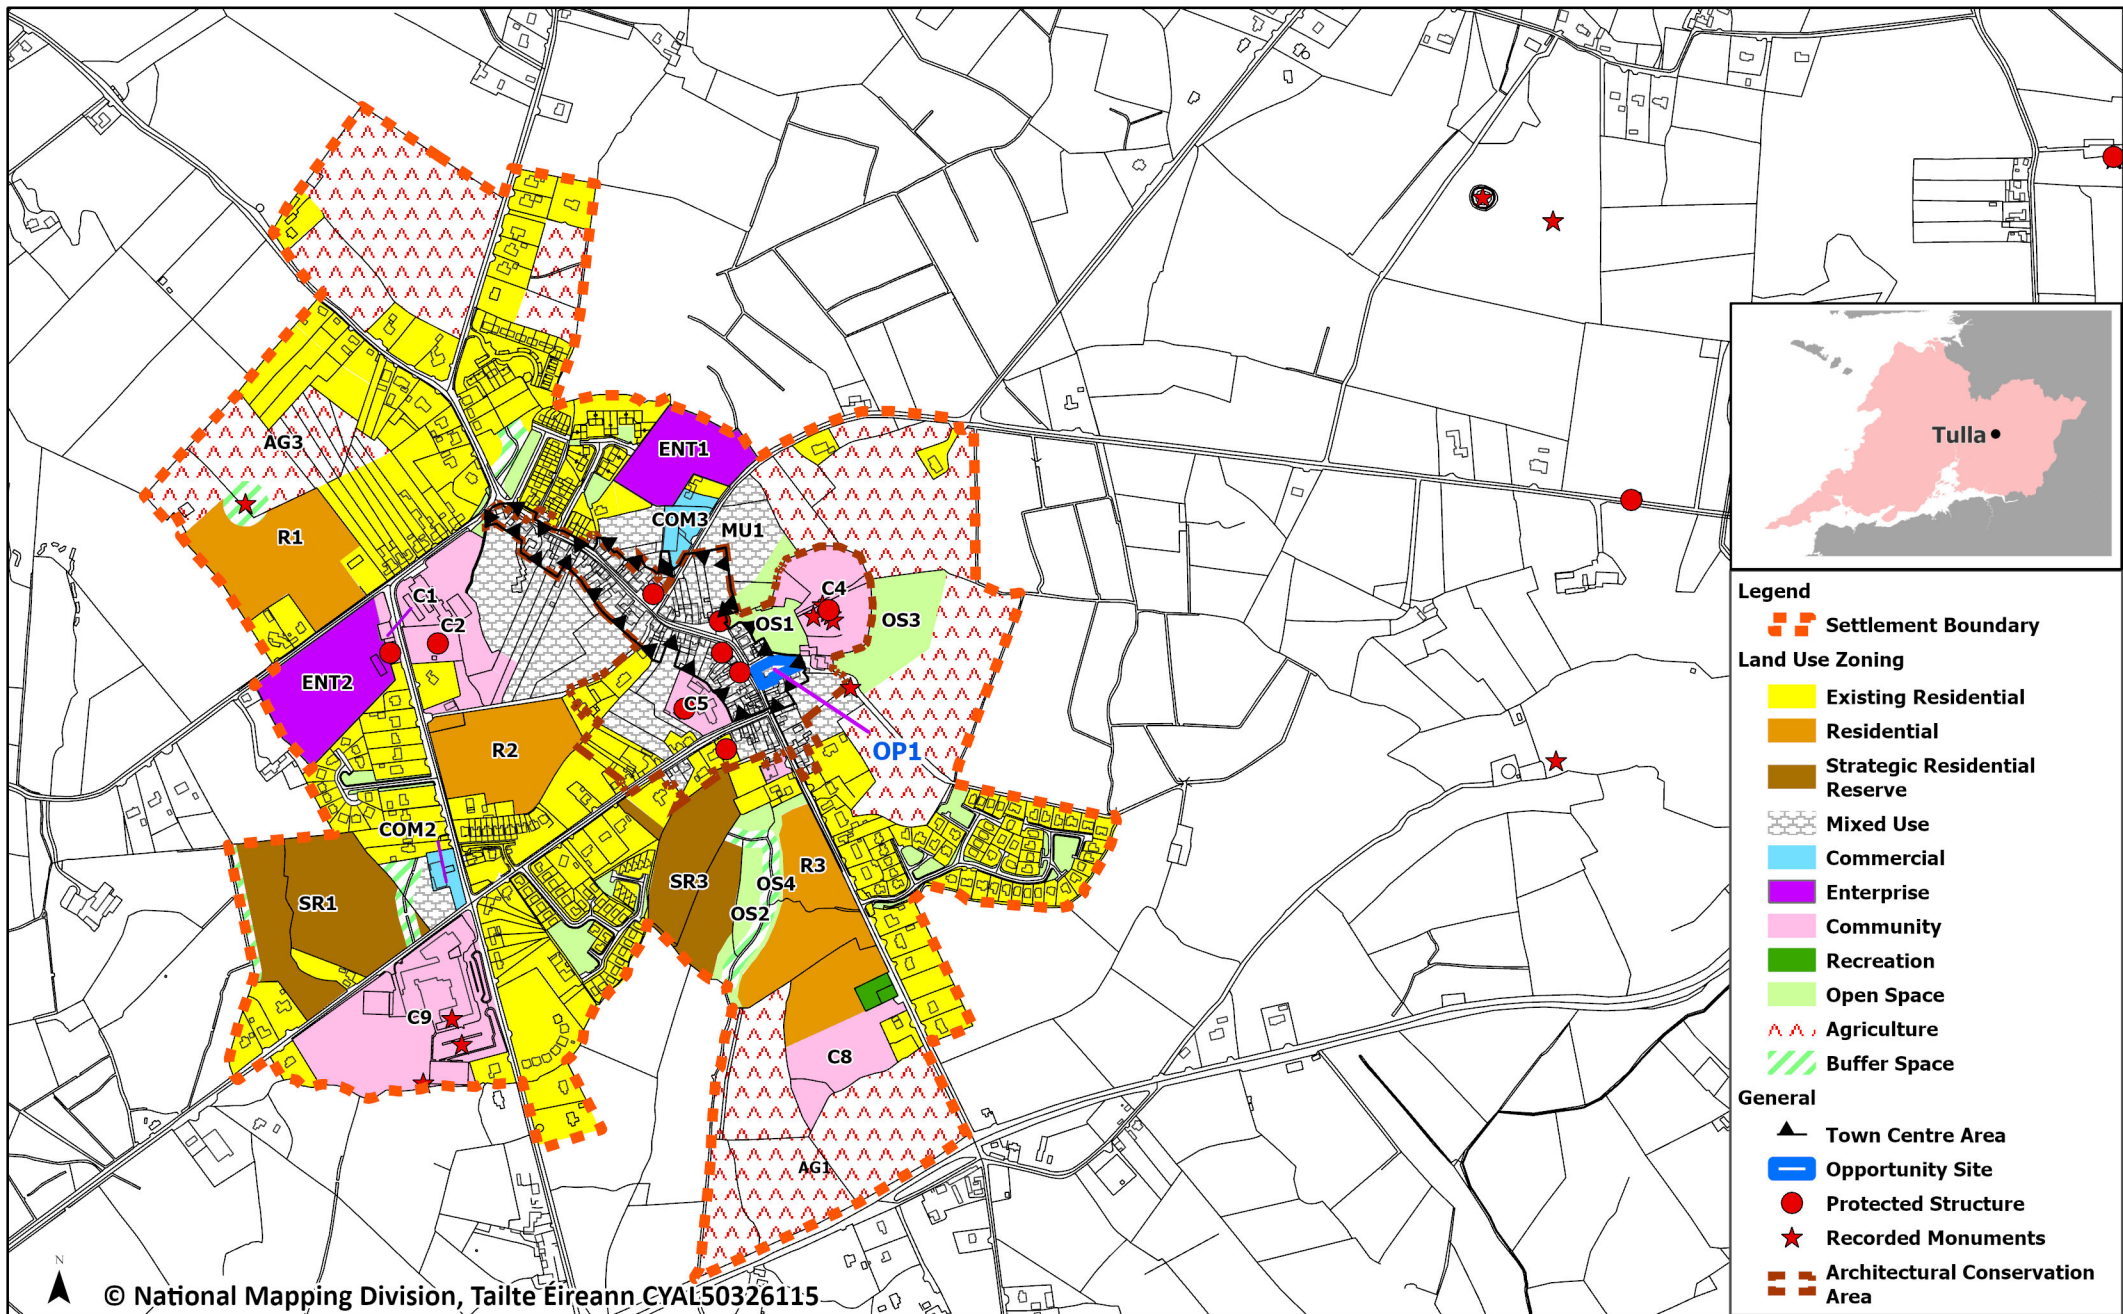 AG3
R1
ENT1
COM3
MU1
C1
C2
C4
OS1
OS3
ENT2
C5
R2
OP1
COM2
SR1
SR3
R3
OS4
OS2
C9
C8
AG1
Tulla
Legend
Settlement Boundary
Land Use Zoning
Existing Residential
Residential
Strategic Residential
Reserve
Mixed Use
Commercial
Enterprise
Community
Recreation
Open Space
Agriculture
Buffer Space
General
Town Centre Area
Opportunity Site
Protected Structure
Recorded Monuments
Architectural Conservation
Area
N
© National Mapping Division, Tailte Éireann CYAL50326115